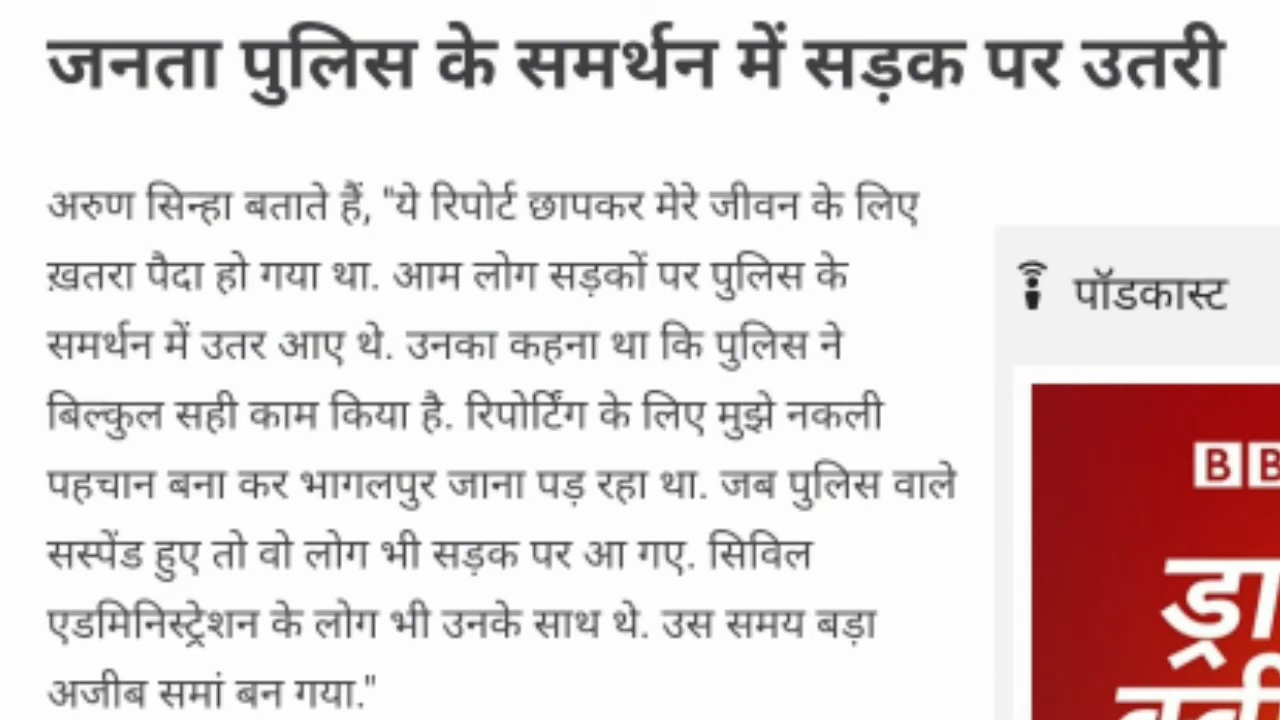 जनता पुलिस के समर्थन में सड़क पर उतरी
अरुण सिन्हा बताते हैं, "ये रिपोर्ट छापकर मेरे जीवन के लिए
ख़तरा पैदा हो गया था. आम लोग सड़कों पर पुलिस के
समर्थन में उतर आए थे. उनका कहना था कि पुलिस ने
बिल्कुल सही काम किया है. रिपोर्टिंग के लिए मुझे नकली
पहचान बना कर भागलपुर जाना पड़ रहा था. जब पुलिस वाले
सस्पेंड हुए तो वो लोग भी सड़क पर आ गए. सिविल
एडमिनिस्ट्रेशन के लोग भी उनके साथ थे. उस समय बड़ा
अजीब समां बन गया."
पॉडकास्ट
BB
ड्रा